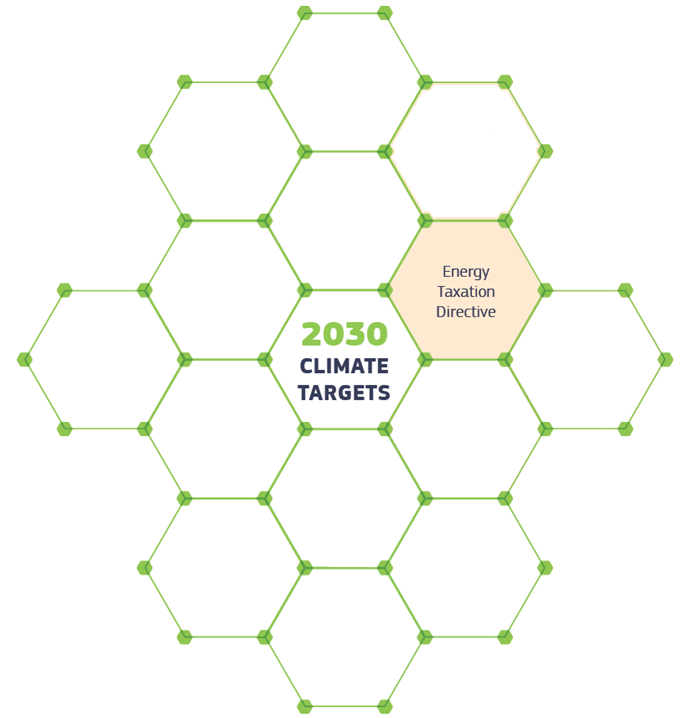 Energy
Taxation
Directive
2030
CLIMATE
TARGETS